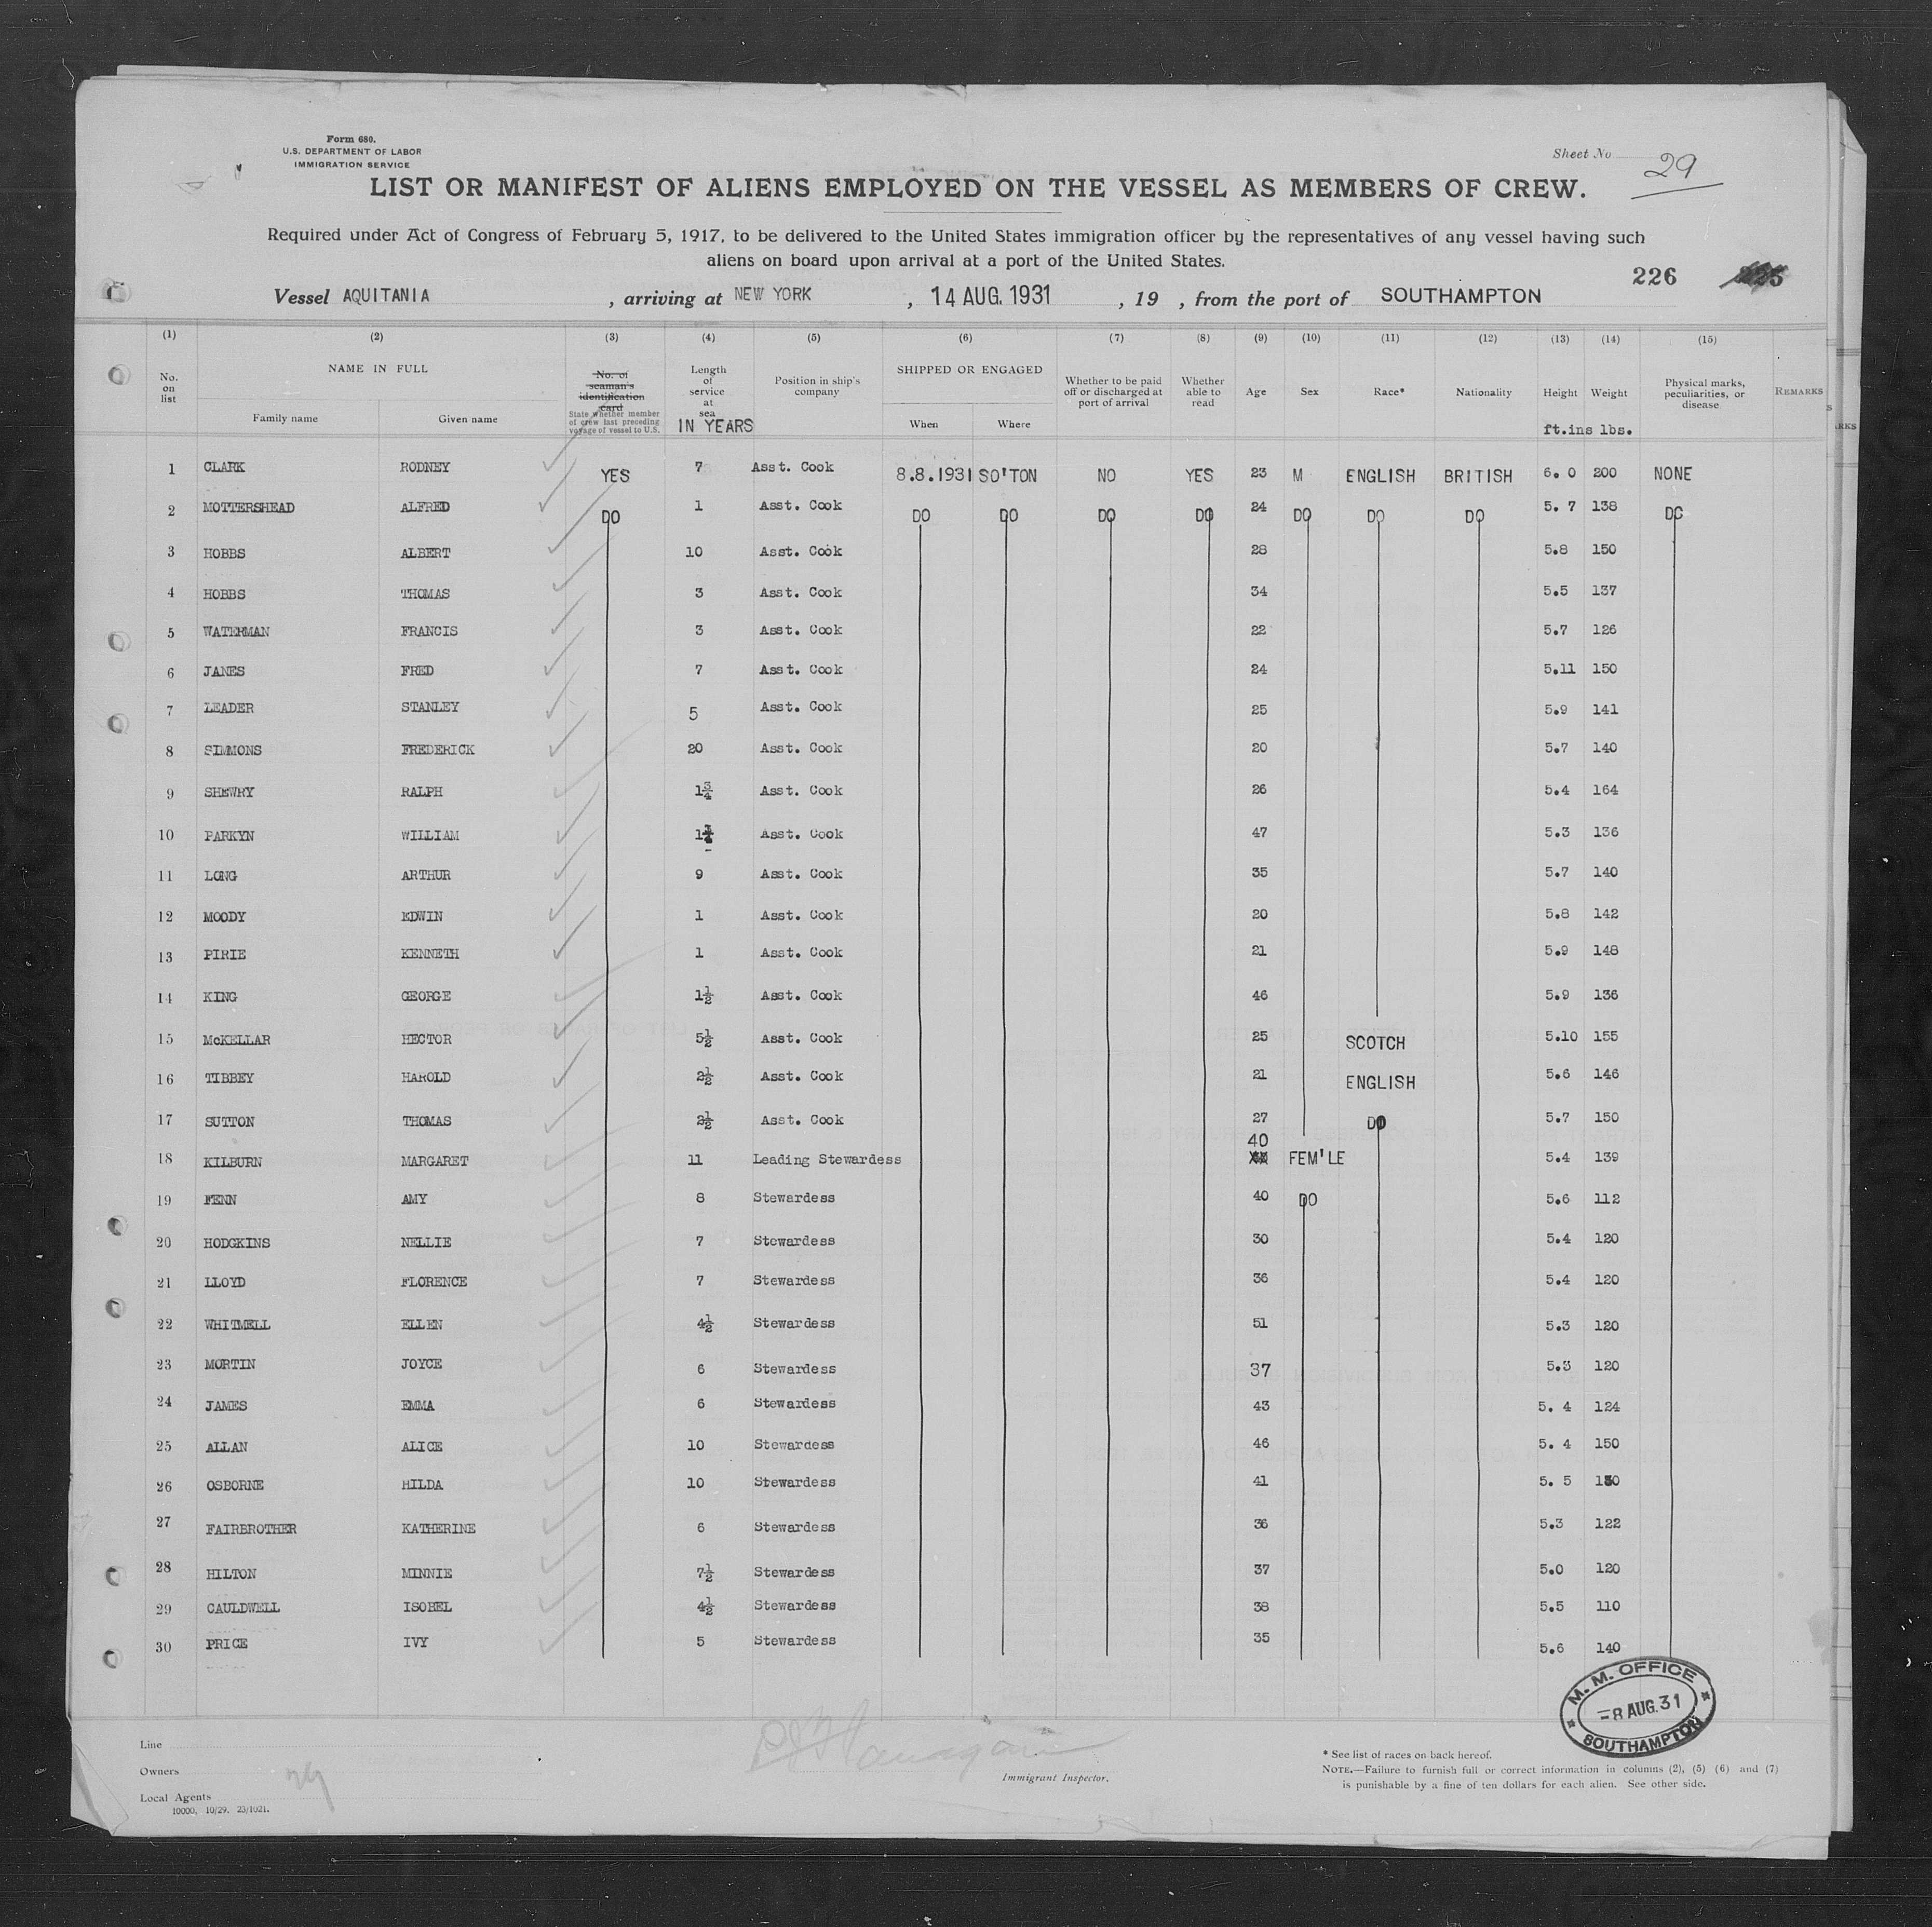 Form 680.
U.S. DEPARTMENT OF LABOR
IMMIGRATION SERVICE
Sheet No 29
LIST OR MANIFEST OF ALIENS EMPLOYED ON THE VESSEL AS MEMBERS OF CREW.
Required under Act of Congress of February 5, 1917, to be delivered to the United States immigration officer by the representatives of any vessel having such
aliens on board upon arrival at a port of the United States.
226 225
Vessel AQUITANIA , arriving at NEW YORK , 14 AUG. 1931 , 19 , from the port of SOUTHAMPTON
(1) (2) (3) (4) (5) (6) (7) (8) (9) (10) (11) (12) (13) (14) (15)
No. on list
NAME IN FULL
Family name Given name
No. of seaman's identification card
State whether member of crew last preceding voyage of vessel to U.S.
Length of service at sea
IN YEARS
Position in ship's company
SHIPPED OR ENGAGED
When Where
Whether to be paid off or discharged at port of arrival
Whether able to read
Age Sex Race* Nationality Height Weight
ft.ins lbs.
Physical marks, peculiarities, or disease
REMARKS
1 CLARK RODNEY YES 7 Asst. Cook 8.8.1931 SO'TON NO YES 23 M ENGLISH BRITISH 6. 0 200 NONE
2 MOTTERSHEAD ALFRED DO 1 Asst. Cook DO DO DO DO 24 DO DO DO 5. 7 138 DO
3 HOBBS ALBERT 10 Asst. Cook 28 5.8 150
4 HOBBS THOMAS 3 Asst. Cook 34 5.5 137
5 WATERMAN FRANCIS 3 Asst. Cook 22 5.7 126
6 JANES FRED 7 Asst. Cook 24 5.11 150
7 LEADER STANLEY 5 Asst. Cook 25 5.9 141
8 SIMMONS FREDERICK 20 Asst. Cook 20 5.7 140
9 SHEWRY RALPH 1¾ Asst. Cook 26 5.4 164
10 PARKYN WILLIAM Asst. Cook 47 5.3 136
11 LONG ARTHUR 9 Asst. Cook 35 5.7 140
12 MOODY EDWIN 1 Asst. Cook 20 5.8 142
13 PIRIE KENNETH 1 Asst. Cook 21 5.9 148
14 KING GEORGE 1½ Asst. Cook 46 5.9 136
15 McKELLAR HECTOR 5½ Asst. Cook 25 SCOTCH 5.10 155
16 TIBBEY HAROLD 2½ Asst. Cook 21 ENGLISH 5.6 146
17 SUTTON THOMAS 2½ Asst. Cook 27 DO 5.7 150
18 KILBURN MARGARET 11 Leading Stewardess 40 FEM'LE 5.4 139
19 FENN AMY 8 Stewardess 40 DO 5.6 112
20 HODGKINS NELLIE 7 Stewardess 30 5.4 120
21 LLOYD FLORENCE 7 Stewardess 36 5.4 120
22 WHITMELL ELLEN 4½ Stewardess 51 5.3 120
23 MORTIN JOYCE 6 Stewardess 37 5.3 120
24 JAMES EMMA 6 Stewardess 43 5. 4 124
25 ALLAN ALICE 10 Stewardess 46 5. 4 150
26 OSBORNE HILDA 10 Stewardess 41 5. 5 130
27 FAIRBROTHER KATHERINE 6 Stewardess 36 5.3 122
28 HILTON MINNIE 7½ Stewardess 37 5.0 120
29 CAULDWELL ISOBEL 4½ Stewardess 38 5.5 110
30 PRICE IVY 5 Stewardess 35 5.6 140
M. M. OFFICE
-8 AUG. 31
SOUTHAMPTON
Line
Owners
Local Agents
10000, 10/29, 23/1021.
Immigrant Inspector.
* See list of races on back hereof.
NOTE.—Failure to furnish full or correct information in columns (2), (5) (6) and (7)
is punishable by a fine of ten dollars for each alien. See other side.